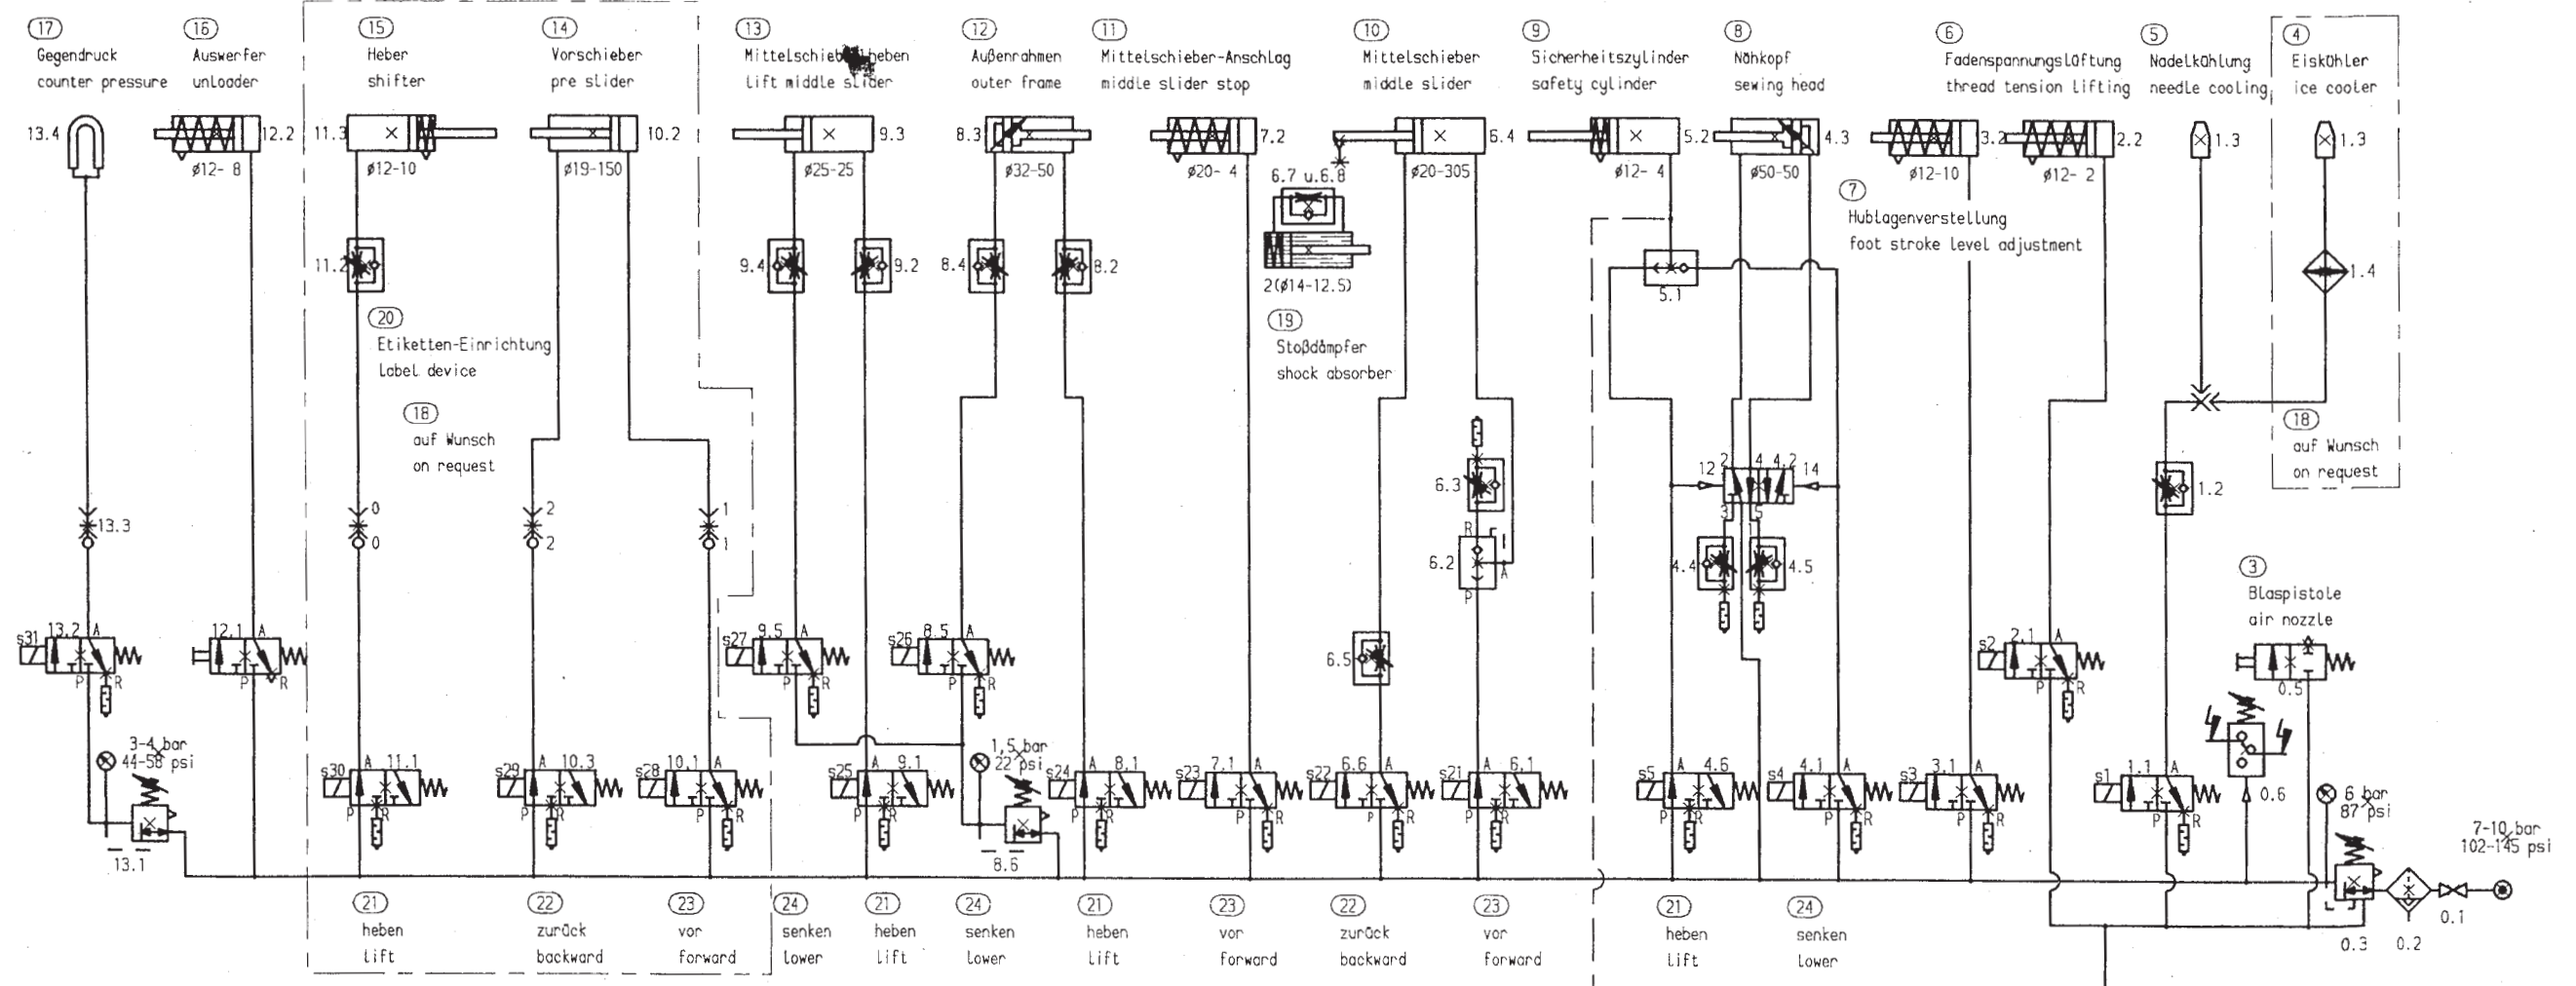 17
Gegendruck
counter pressure
16
Auswerfer
unloader
15
Heber
shifter
14
Vorschieber
pre slider
13
heben
lift middle slider
12
Außenrahmen
outer frame
11
Mittelschieber-Anschlag
middle slider stop
10
Mittelschieber
middle slider
9
Sicherheitszylinder
safety cylinder
8
Nähkopf
sewing head
6
Fadenspannungslüftung
thread tension lifting
5
Nadelkühlung
needle cooling
4
Eiskühler
ice cooler
13.4
12.2
11.3
10.2
9.3
8.3
7.2
6.4
5.2
4.3
3.2
2.2
1.3
1.3
ø12- 8
ø12-10
ø19-150
ø25-25
ø32-50
ø20- 4
ø20-305
ø12- 4
ø50-50
ø12-10
ø12- 2
6.7 u.6.8
2(ø14-12.5)
7
Hublagenverstellung
foot stroke level adjustment
11.2
9.4
9.2
8.4
8.2
5.1
1.4
20
Etiketten-Einrichtung
Label device
19
Stoßdämpfer
shock absorber
18
auf Wunsch
on request
18
auf Wunsch
on request
12
2
4
4.2
14
3
5
6.3
1.2
13.3
0
0
2
2
1
1
R
6.2
A
P
4.4
4.5
3
Blaspistole
air nozzle
0.5
s31
13.2
A
P
R
12.1
A
P
R
s27
9.5
A
P
R
s26
8.5
A
P
R
6.5
s2
2.1
A
P
R
3-4 bar
44-58 psi
13.1
1,5 bar
22 psi
8.6
s30
A
11.1
P
R
s29
A
10.3
P
R
s28
10.1
A
P
R
s25
A
9.1
P
R
s24
A
8.1
P
R
s23
7.1
A
P
R
s22
6.6
A
P
R
s21
A
6.1
P
R
s5
A
4.6
P
R
s4
4.1
A
P
R
s3
3.1
A
P
R
s1
1.1
A
P
R
0.6
6 bar
87 psi
7-10 bar
102-145 psi
0.3
0.2
0.1
21
heben
lift
22
zurück
backward
23
vor
forward
24
senken
lower
21
heben
lift
24
senken
lower
21
heben
lift
23
vor
forward
22
zurück
backward
23
vor
forward
21
heben
lift
24
senken
lower